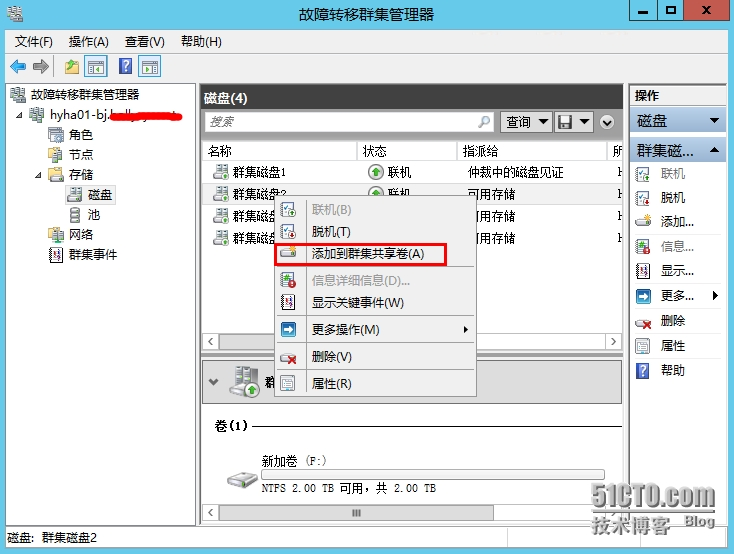 故障转移群集管理器
文件(F) 操作(A) 查看(V) 帮助(H)
故障转移群集管理器
hyha01-bj.
角色
节点
存储
磁盘
池
网络
群集事件
磁盘(4)
搜索 查询
名称 状态 指派给 所
群集磁盘1 联机 仲裁中的磁盘见证
群集磁盘2 联机 可用存储
群集磁盘 可用存储
群集磁盘 可用存储
联机(B)
脱机(T)
添加到群集共享卷(A)
信息详细信息(D)...
显示关键事件(W)
更多操作(M)
删除(V)
属性(R)
群
卷(1)
新加卷 (F:)
NTFS 2.00 TB 可用，共 2.00 TB
操作
磁盘
群集磁...
联机
脱机
添加...
信息...
显示...
更多...
删除
属性
帮助
磁盘: 群集磁盘2
51CTO.com
技术博客 Blog